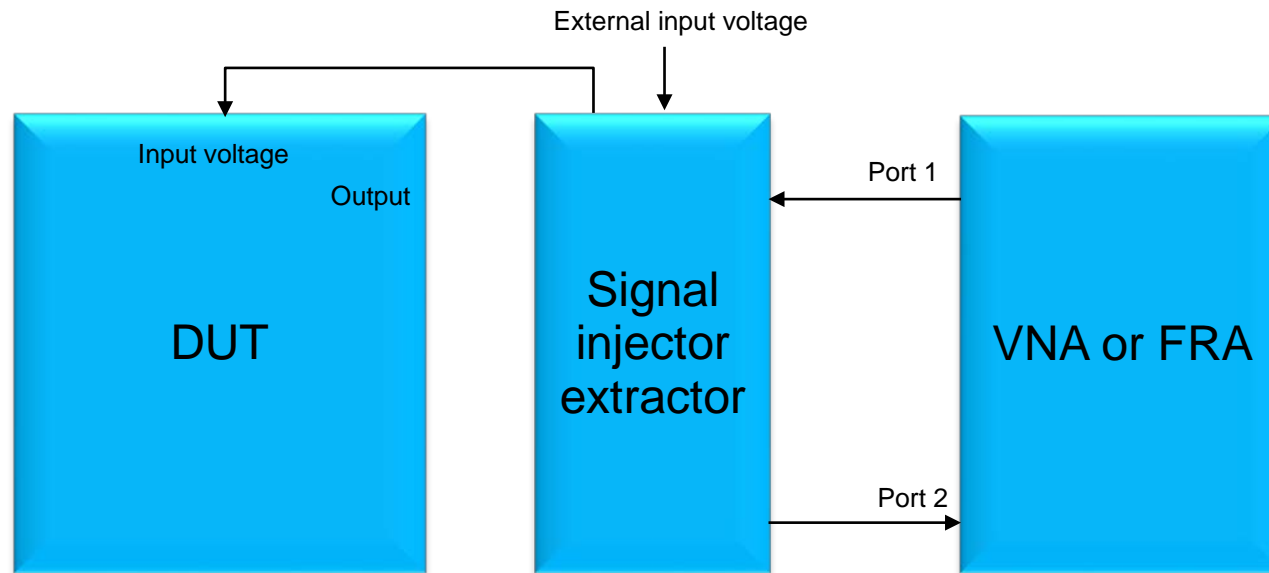 External input voltage
Input voltage
Output
Port 1
DUT
Signal
injector
extractor
VNA or FRA
Port 2